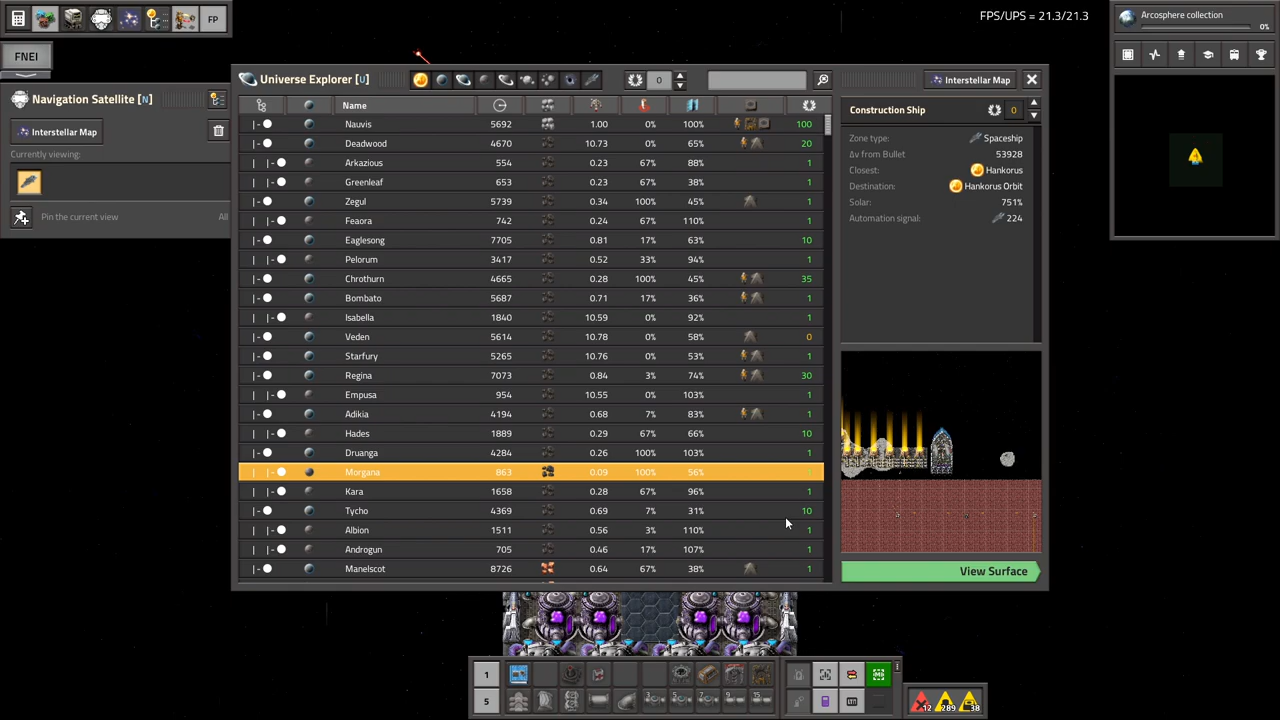 FPS/UPS = 21.3/21.3
Arcosphere collection
0%
FP
FNEI
Navigation Satellite [N]
Interstellar Map
Currently viewing:
Pin the current view
All
Universe Explorer [U]
0
Interstellar Map
Name
Nauvis 5692 1.00 0% 100% 100
Deadwood 4670 10.73 0% 65% 20
Arkazious 554 0.23 67% 88% 1
Greenleaf 653 0.23 67% 38% 1
Zegul 5739 0.34 100% 45% 1
Feaora 742 0.24 67% 110% 1
Eaglesong 7705 0.81 17% 63% 10
Pelorum 3417 0.52 33% 94% 1
Chrothurn 4665 0.28 100% 45% 35
Bombato 5687 0.71 17% 36% 1
Isabella 1840 10.59 0% 92% 1
Veden 5614 10.78 0% 58% 0
Starfury 5265 10.76 0% 53% 1
Regina 7073 0.84 3% 74% 30
Empusa 954 10.55 0% 103% 1
Adikia 4194 0.68 7% 83% 1
Hades 1889 0.29 67% 66% 10
Druanga 4284 0.26 100% 103% 1
Morgana 863 0.09 100% 56%
Kara 1658 0.28 67% 96% 1
Tycho 4369 0.69 7% 31% 10
Albion 1511 0.56 3% 110% 1
Androgun 705 0.46 17% 107% 1
Manelscot 8726 0.64 67% 38% 1
Construction Ship 0
Zone type: Spaceship
Δv from Bullet 53928
Closest: Hankorus
Destination: Hankorus Orbit
Solar: 751%
Automation signal: 224
View Surface
1
5
3 5 7 9 15
12 289 38